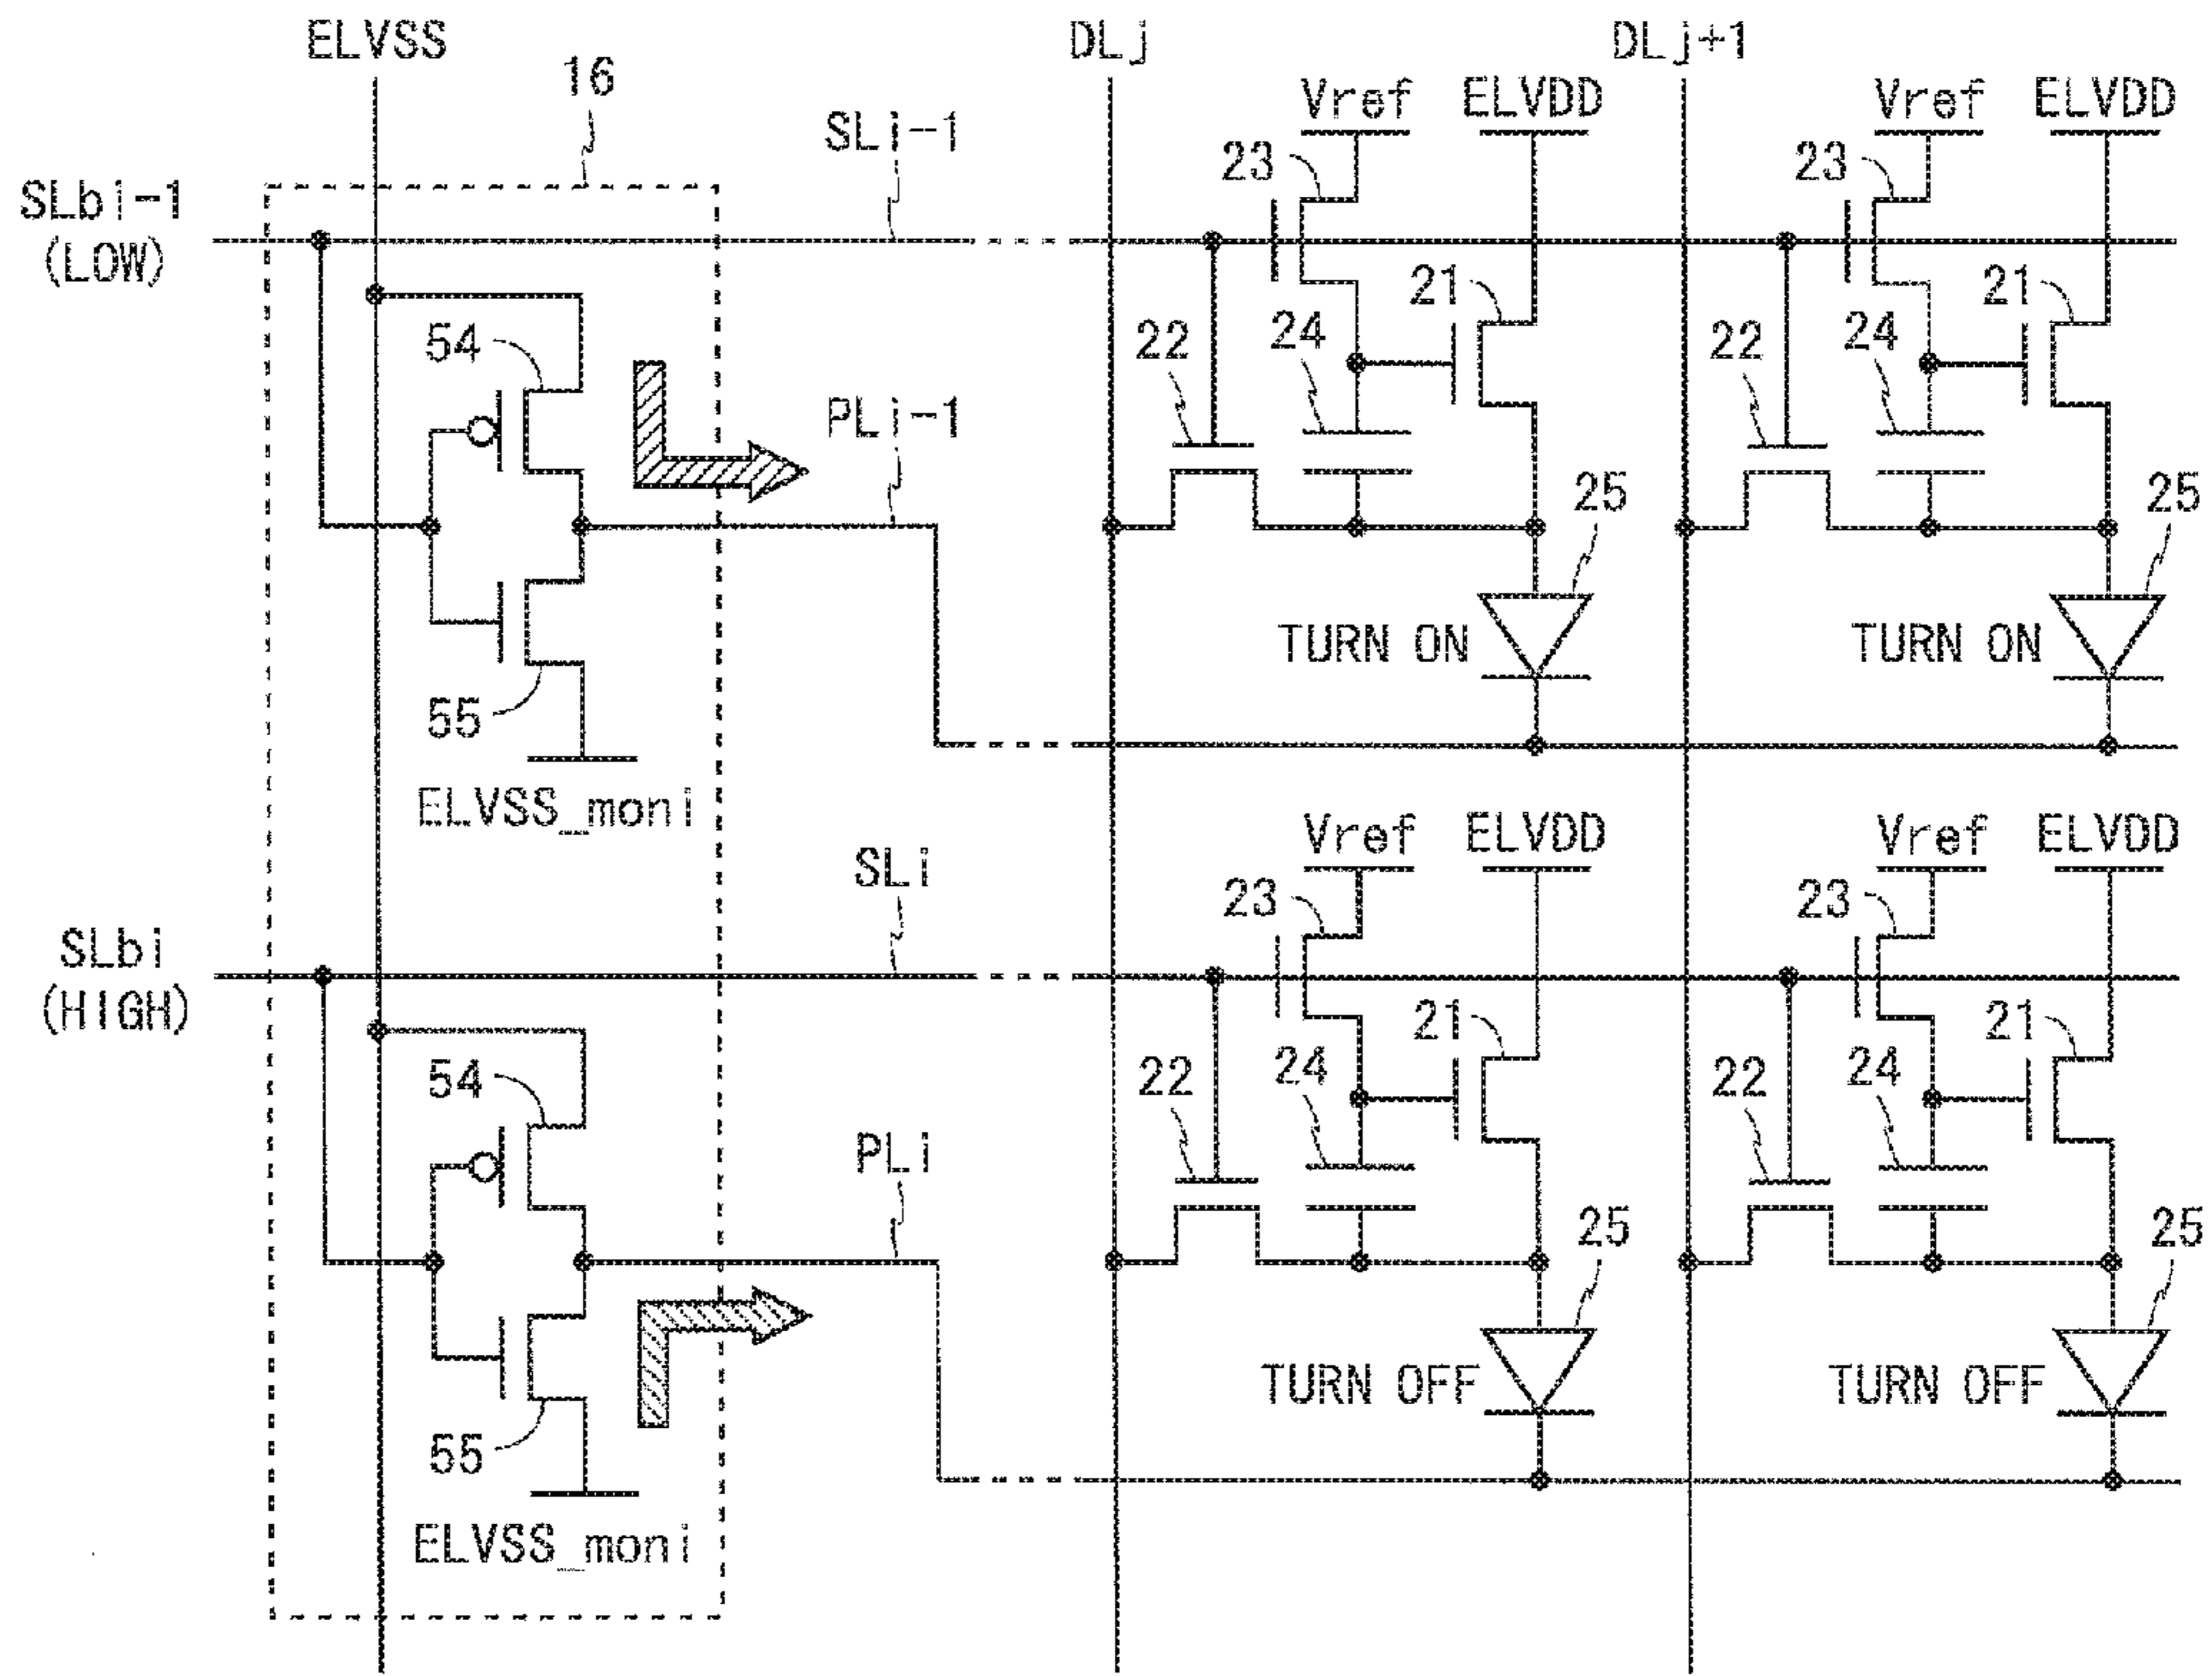 ELVSS
DLj
DLj+1
16
Vref
ELVDD
Vref
ELVDD
SLi-1
23
23
SLbi-1
(LOW)
21
21
54
22
24
22
24
PLi-1
25
25
TURN ON
TURN ON
55
ELVSS_moni
Vref
ELVDD
Vref
ELVDD
SLi
23
23
SLbi
(HIGH)
21
21
54
22
24
22
24
PLi
25
25
TURN OFF
TURN OFF
55
ELVSS_moni